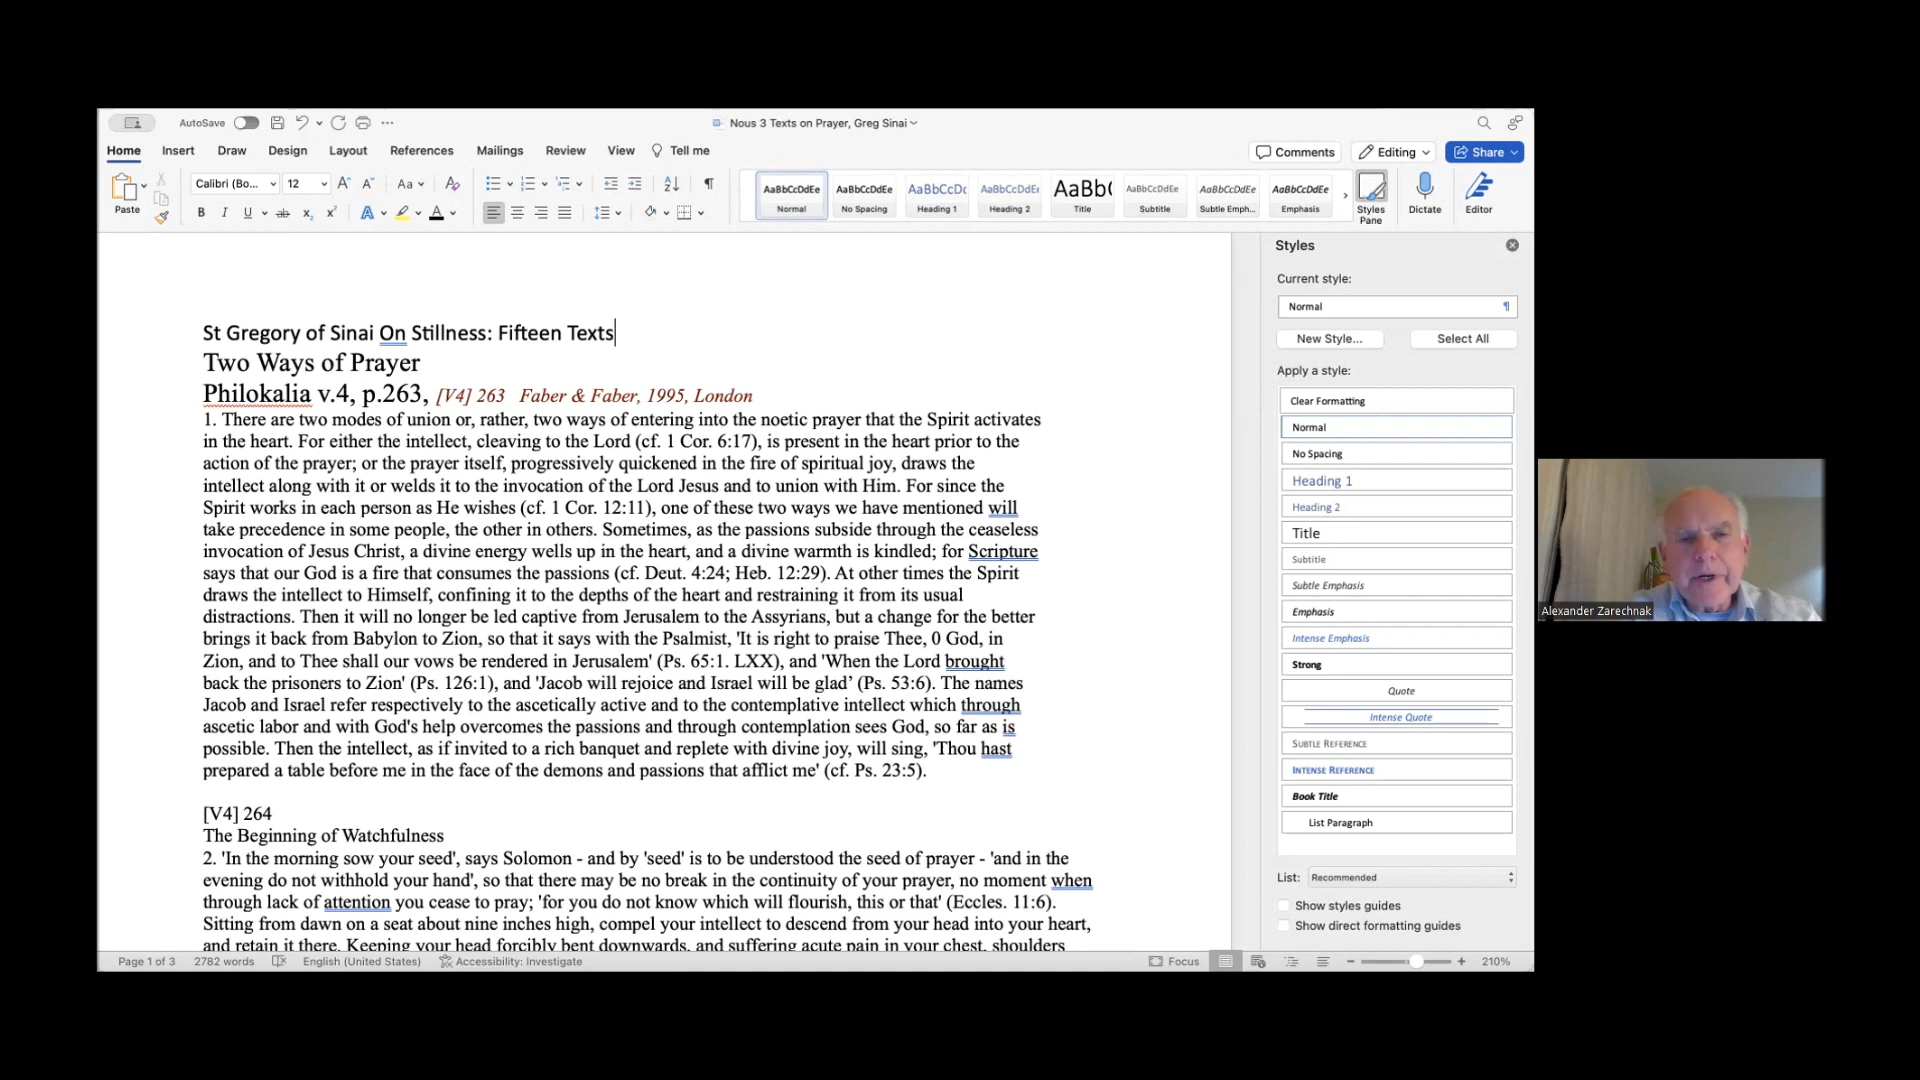 AutoSave
Nous 3 Texts on Prayer, Greg Sinai
Home Insert Draw Design Layout References Mailings Review View Tell me
Comments Editing Share
Paste
Calibri (Bo... 12
AaBbCcDdEe AaBbCcDdEe AaBbCcDc AaBbCcDdEe AaBb( AaBbCcDdEe AaBbCcDdEe AaBbCcDdEe
Normal No Spacing Heading 1 Heading 2 Title Subtitle Subtle Emph... Emphasis
Styles Pane
Dictate
Editor
St Gregory of Sinai On Stillness: Fifteen Texts
Two Ways of Prayer
Philokalia v.4, p.263, [V4] 263 Faber & Faber, 1995, London
1. There are two modes of union or, rather, two ways of entering into the noetic prayer that the Spirit activates
in the heart. For either the intellect, cleaving to the Lord (cf. 1 Cor. 6:17), is present in the heart prior to the
action of the prayer; or the prayer itself, progressively quickened in the fire of spiritual joy, draws the
intellect along with it or welds it to the invocation of the Lord Jesus and to union with Him. For since the
Spirit works in each person as He wishes (cf. 1 Cor. 12:11), one of these two ways we have mentioned will
take precedence in some people, the other in others. Sometimes, as the passions subside through the ceaseless
invocation of Jesus Christ, a divine energy wells up in the heart, and a divine warmth is kindled; for Scripture
says that our God is a fire that consumes the passions (cf. Deut. 4:24; Heb. 12:29). At other times the Spirit
draws the intellect to Himself, confining it to the depths of the heart and restraining it from its usual
distractions. Then it will no longer be led captive from Jerusalem to the Assyrians, but a change for the better
brings it back from Babylon to Zion, so that it says with the Psalmist, 'It is right to praise Thee, 0 God, in
Zion, and to Thee shall our vows be rendered in Jerusalem' (Ps. 65:1. LXX), and 'When the Lord brought
back the prisoners to Zion' (Ps. 126:1), and 'Jacob will rejoice and Israel will be glad’ (Ps. 53:6). The names
Jacob and Israel refer respectively to the ascetically active and to the contemplative intellect which through
ascetic labor and with God's help overcomes the passions and through contemplation sees God, so far as is
possible. Then the intellect, as if invited to a rich banquet and replete with divine joy, will sing, 'Thou hast
prepared a table before me in the face of the demons and passions that afflict me' (cf. Ps. 23:5).
[V4] 264
The Beginning of Watchfulness
2. 'In the morning sow your seed', says Solomon - and by 'seed' is to be understood the seed of prayer - 'and in the
evening do not withhold your hand', so that there may be no break in the continuity of your prayer, no moment when
through lack of attention you cease to pray; 'for you do not know which will flourish, this or that' (Eccles. 11:6).
Sitting from dawn on a seat about nine inches high, compel your intellect to descend from your head into your heart,
and retain it there. Keeping your head forcibly bent downwards, and suffering acute pain in your chest, shoulders
Styles
Current style:
Normal
New Style... Select All
Apply a style:
Clear Formatting
Normal
No Spacing
Heading 1
Heading 2
Title
Subtitle
Subtle Emphasis
Emphasis
Intense Emphasis
Strong
Quote
Intense Quote
Subtle Reference
Intense Reference
Book Title
List Paragraph
List: Recommended
Show styles guides
Show direct formatting guides
Page 1 of 3 2782 words English (United States) Accessibility: Investigate Focus 210%
Alexander Zarechnak